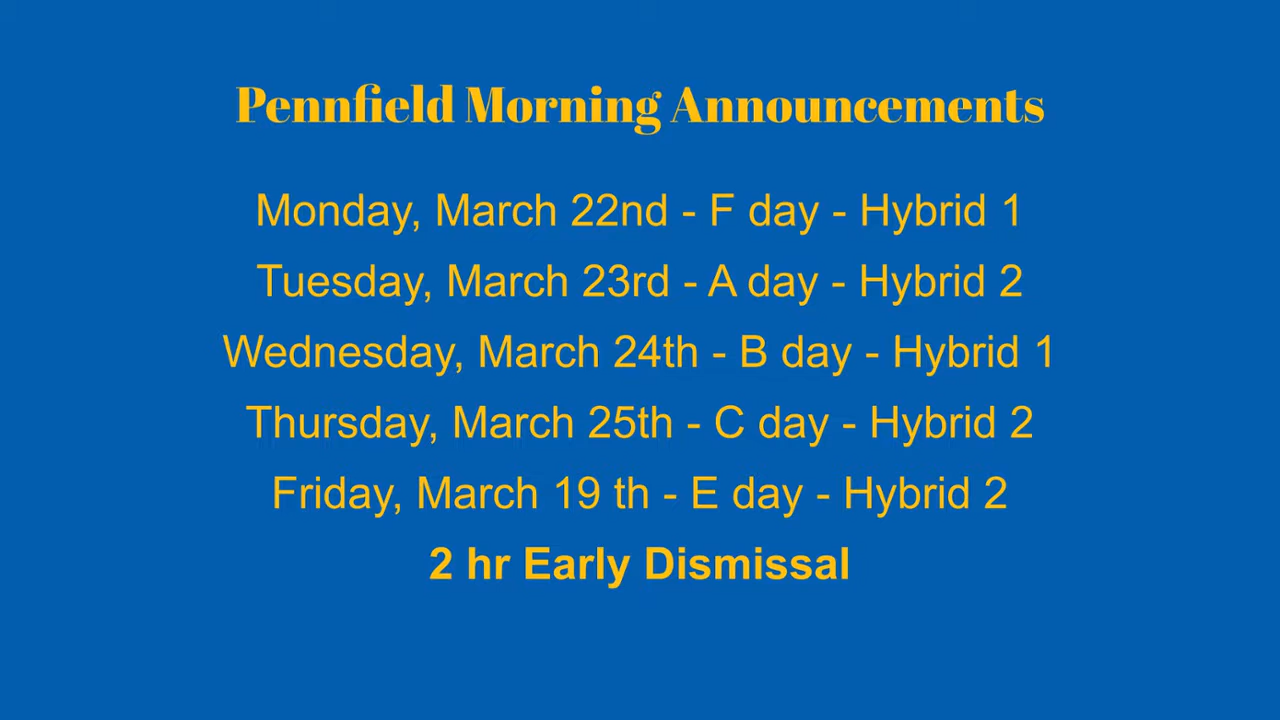 Pennfield Morning Announcements
Monday, March 22nd - F day - Hybrid 1
Tuesday, March 23rd - A day - Hybrid 2
Wednesday, March 24th - B day - Hybrid 1
Thursday, March 25th - C day - Hybrid 2
Friday, March 19 th - E day - Hybrid 2
2 hr Early Dismissal